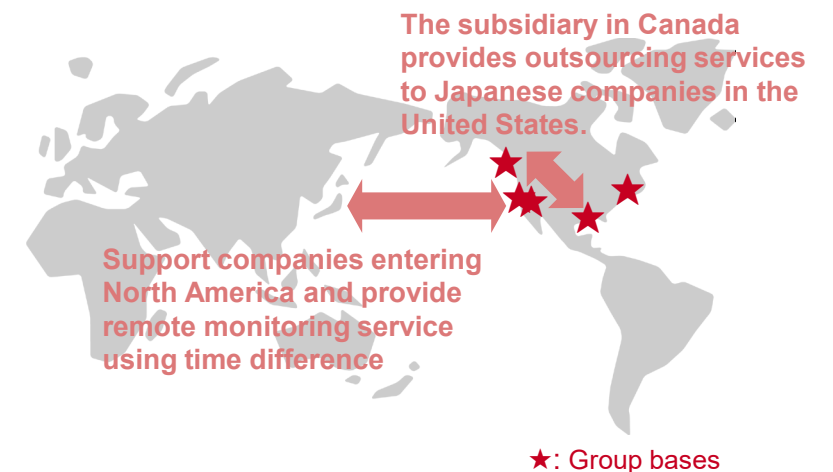 The subsidiary in Canada
provides outsourcing services
to Japanese companies in the
United States.
Support companies entering
North America and provide
remote monitoring service
using time difference
★: Group bases